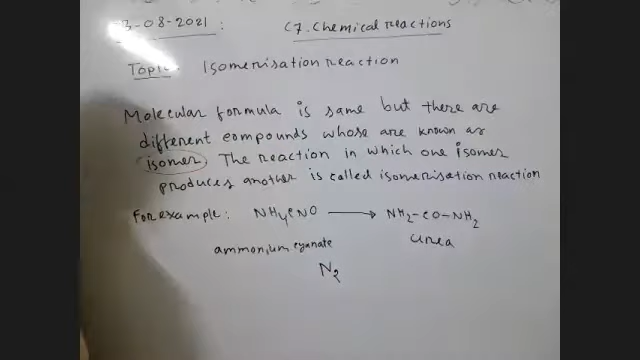 3-08-2021 : C7. Chemical Reactions
Topic: Isomerisation Reaction
Molecular formula is same but there are
different compounds whose are known as
isomer. The reaction in which one isomer
produces another is called isomerisation reaction
For example: NH4CNO → NH2-CO-NH2
ammonium cyanate urea
N2